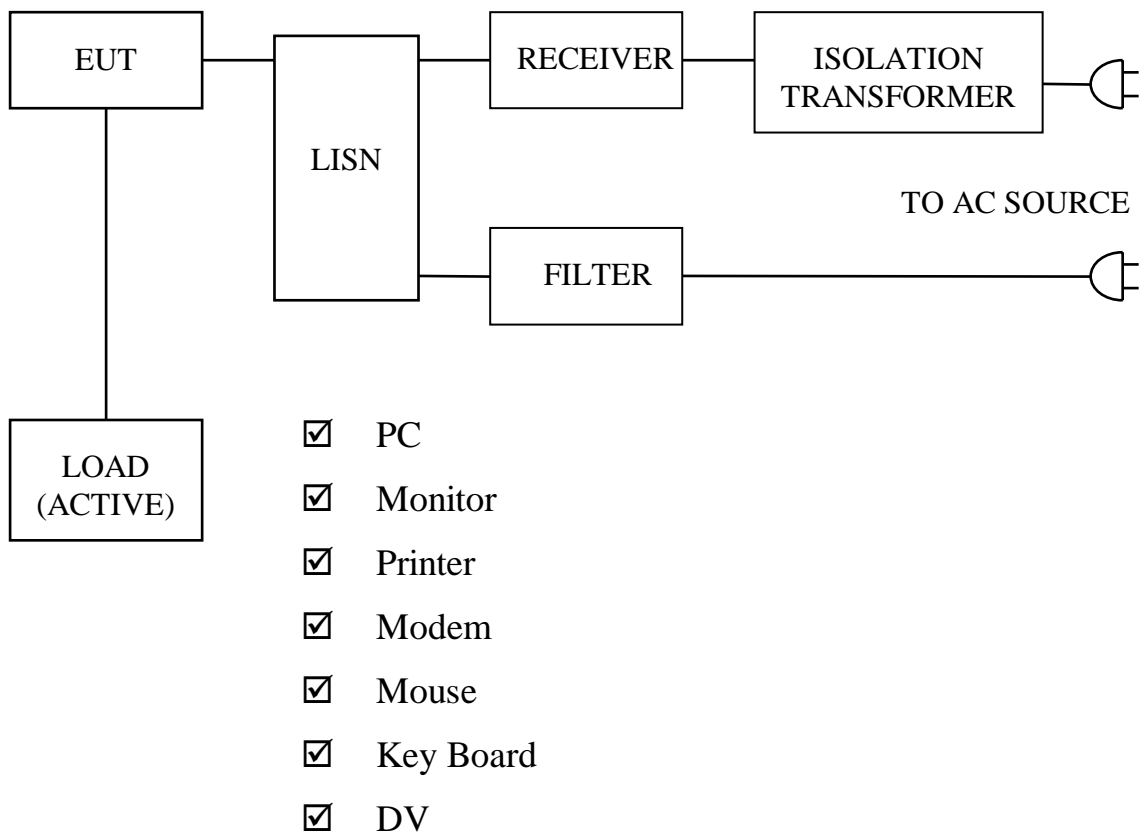 EUT
LISN
RECEIVER
ISOLATION
TRANSFORMER
TO AC SOURCE
FILTER
LOAD
(ACTIVE)
☑ PC
☑ Monitor
☑ Printer
☑ Modem
☑ Mouse
☑ Key Board
☑ DV